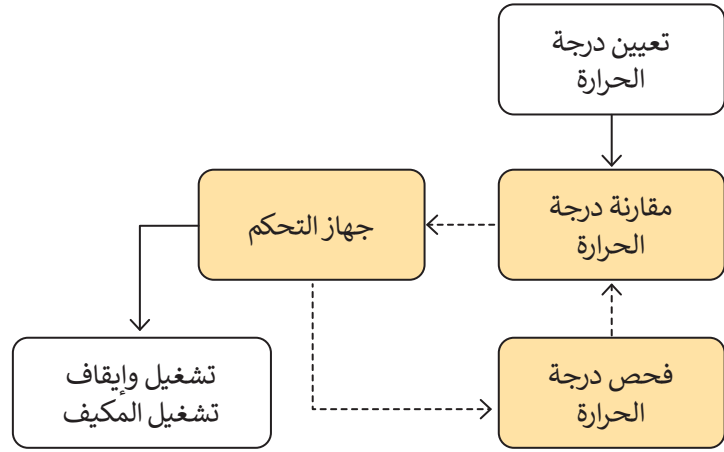 تعيين درجة
الحرارة
مقارنة درجة
الحرارة
جهاز التحكم
فحص درجة
الحرارة
تشغيل وإيقاف
تشغيل المكيف